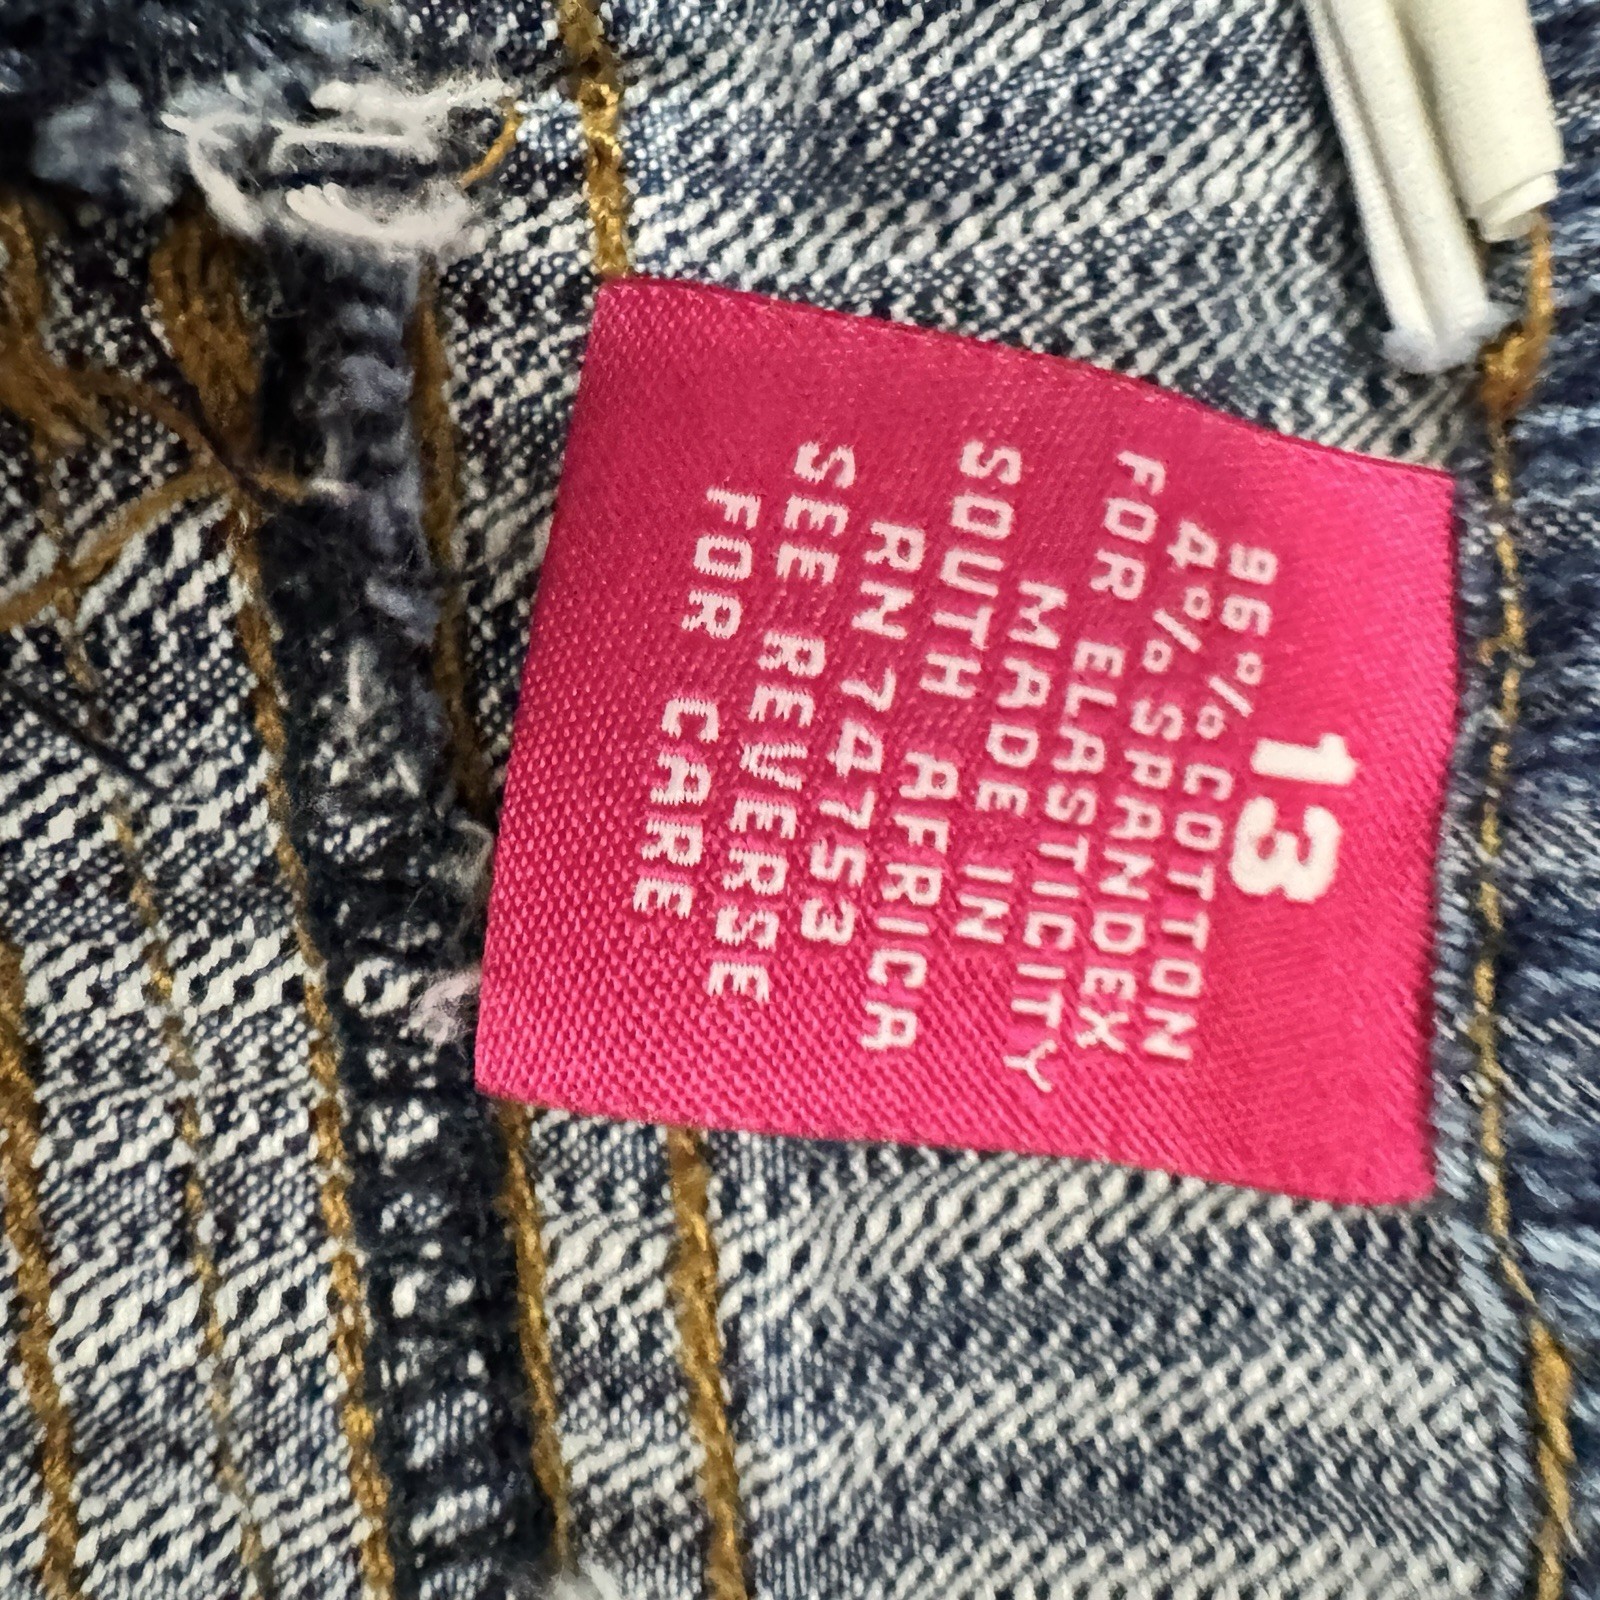 13
96% COTTON
4% SPANDEX
FOR ELASTICITY
MADE IN
SOUTH AFRICA
RN 74753
SEE REVERSE
FOR CARE